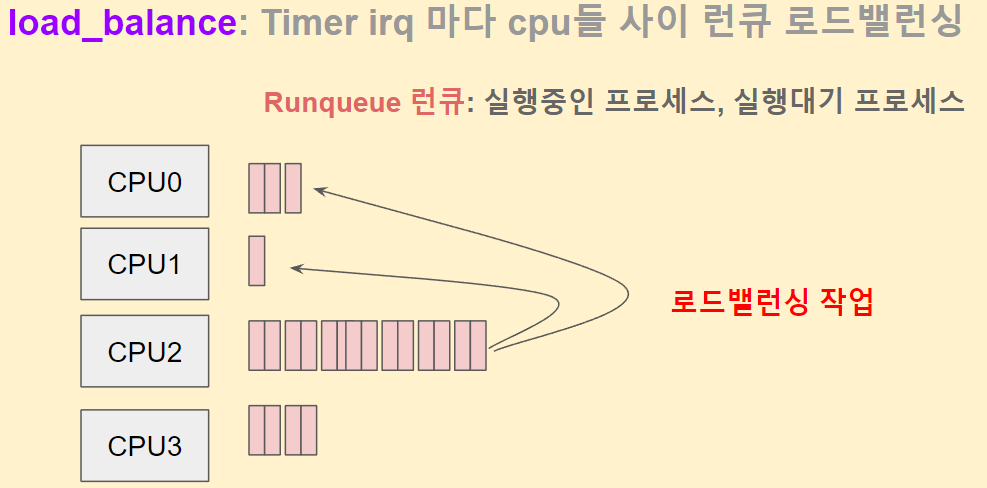 load_balance: Timer irq 마다 cpu들 사이 런큐 로드밸런싱
Runqueue 런큐: 실행중인 프로세스, 실행대기 프로세스
CPU0
CPU1
로드밸런싱 작업
CPU2
CPU3